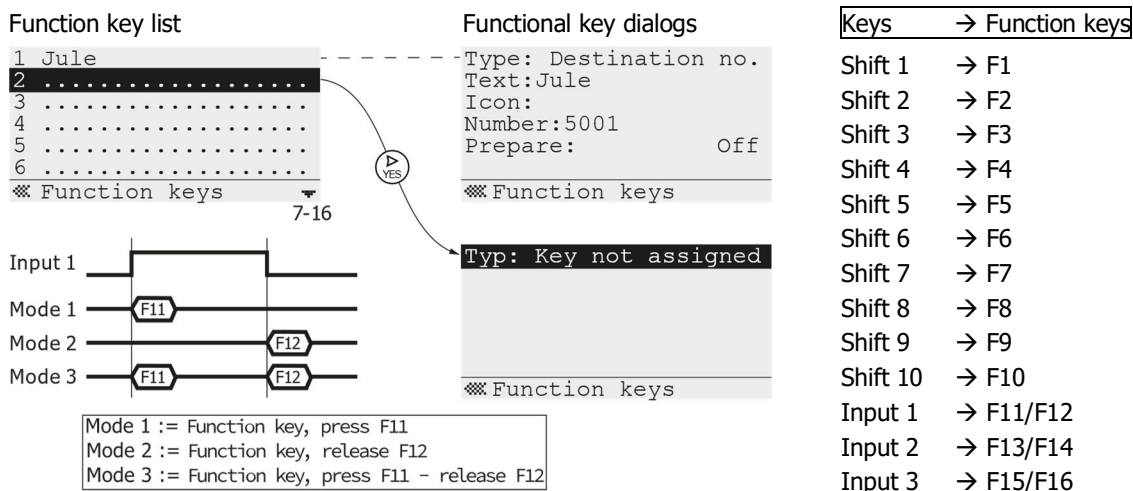 Function key list
1 Jule
2 ...................
3 ...................
4 ...................
5 ...................
6 ...................
Function keys
7-16
Functional key dialogs
Type: Destination no.
Text:Jule
Icon:
Number:5001
Prepare: Off
Function keys
YES
Typ: Key not assigned
Function keys
Input 1
Mode 1 F11
Mode 2 F12
Mode 3 F11 F12
Mode 1 := Function key, press F11
Mode 2 := Function key, release F12
Mode 3 := Function key, press F11 - release F12
Keys → Function keys
Shift 1 → F1
Shift 2 → F2
Shift 3 → F3
Shift 4 → F4
Shift 5 → F5
Shift 6 → F6
Shift 7 → F7
Shift 8 → F8
Shift 9 → F9
Shift 10 → F10
Input 1 → F11/F12
Input 2 → F13/F14
Input 3 → F15/F16